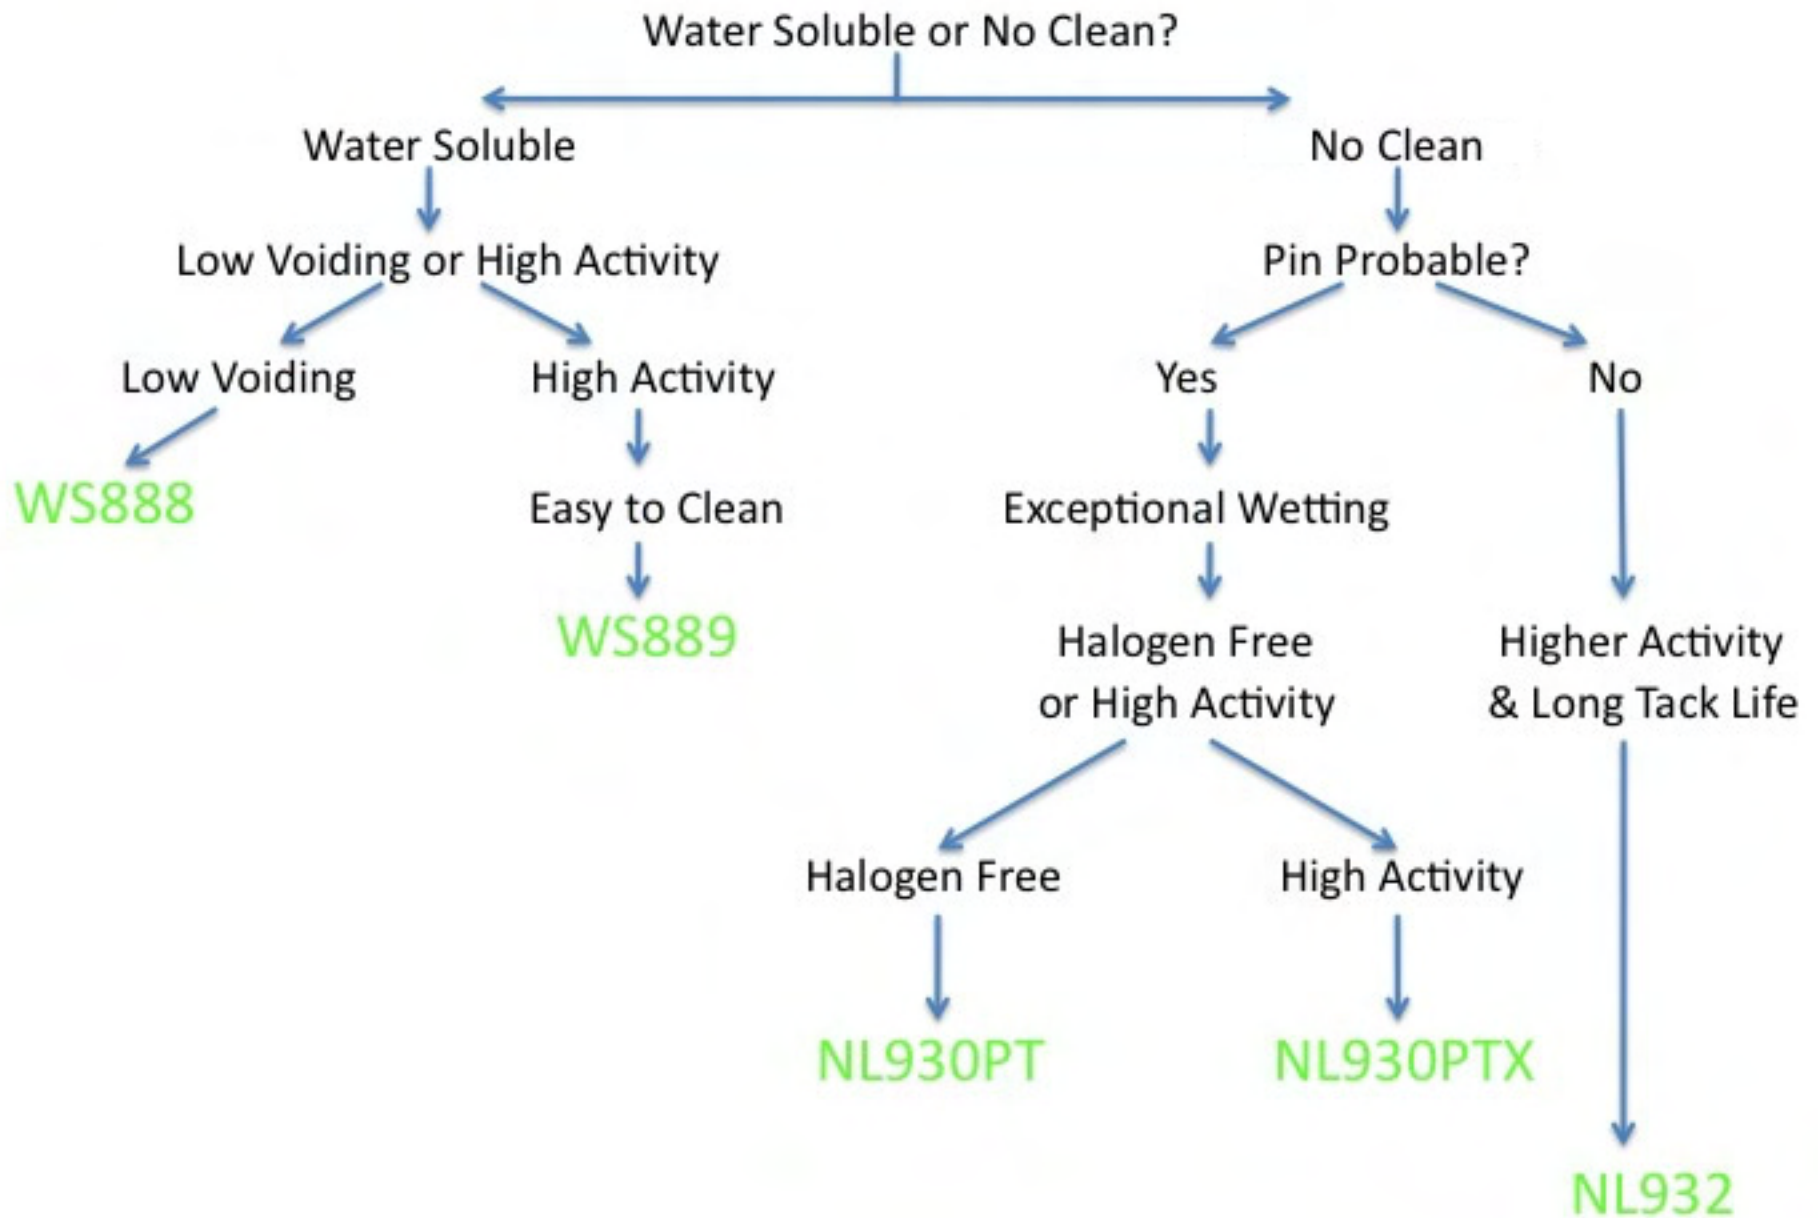 Water Soluble or No Clean?
Water Soluble
No Clean
Low Voiding or High Activity
Pin Probable?
Low Voiding
High Activity
Yes
No
WS888
Easy to Clean
Exceptional Wetting
WS889
Halogen Free
or High Activity
Higher Activity
& Long Tack Life
Halogen Free
High Activity
NL930PT
NL930PTX
NL932